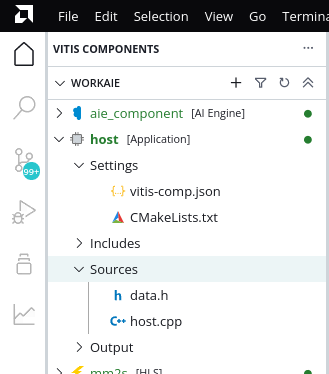 File Edit Selection View Go Termina
VITIS COMPONENTS
WORKAIE
aie_component [AI Engine]
host [Application]
Settings
{..} vitis-comp.json
CMakeLists.txt
99+
Includes
Sources
h data.h
C++ host.cpp
Output
mm2s [HLS]